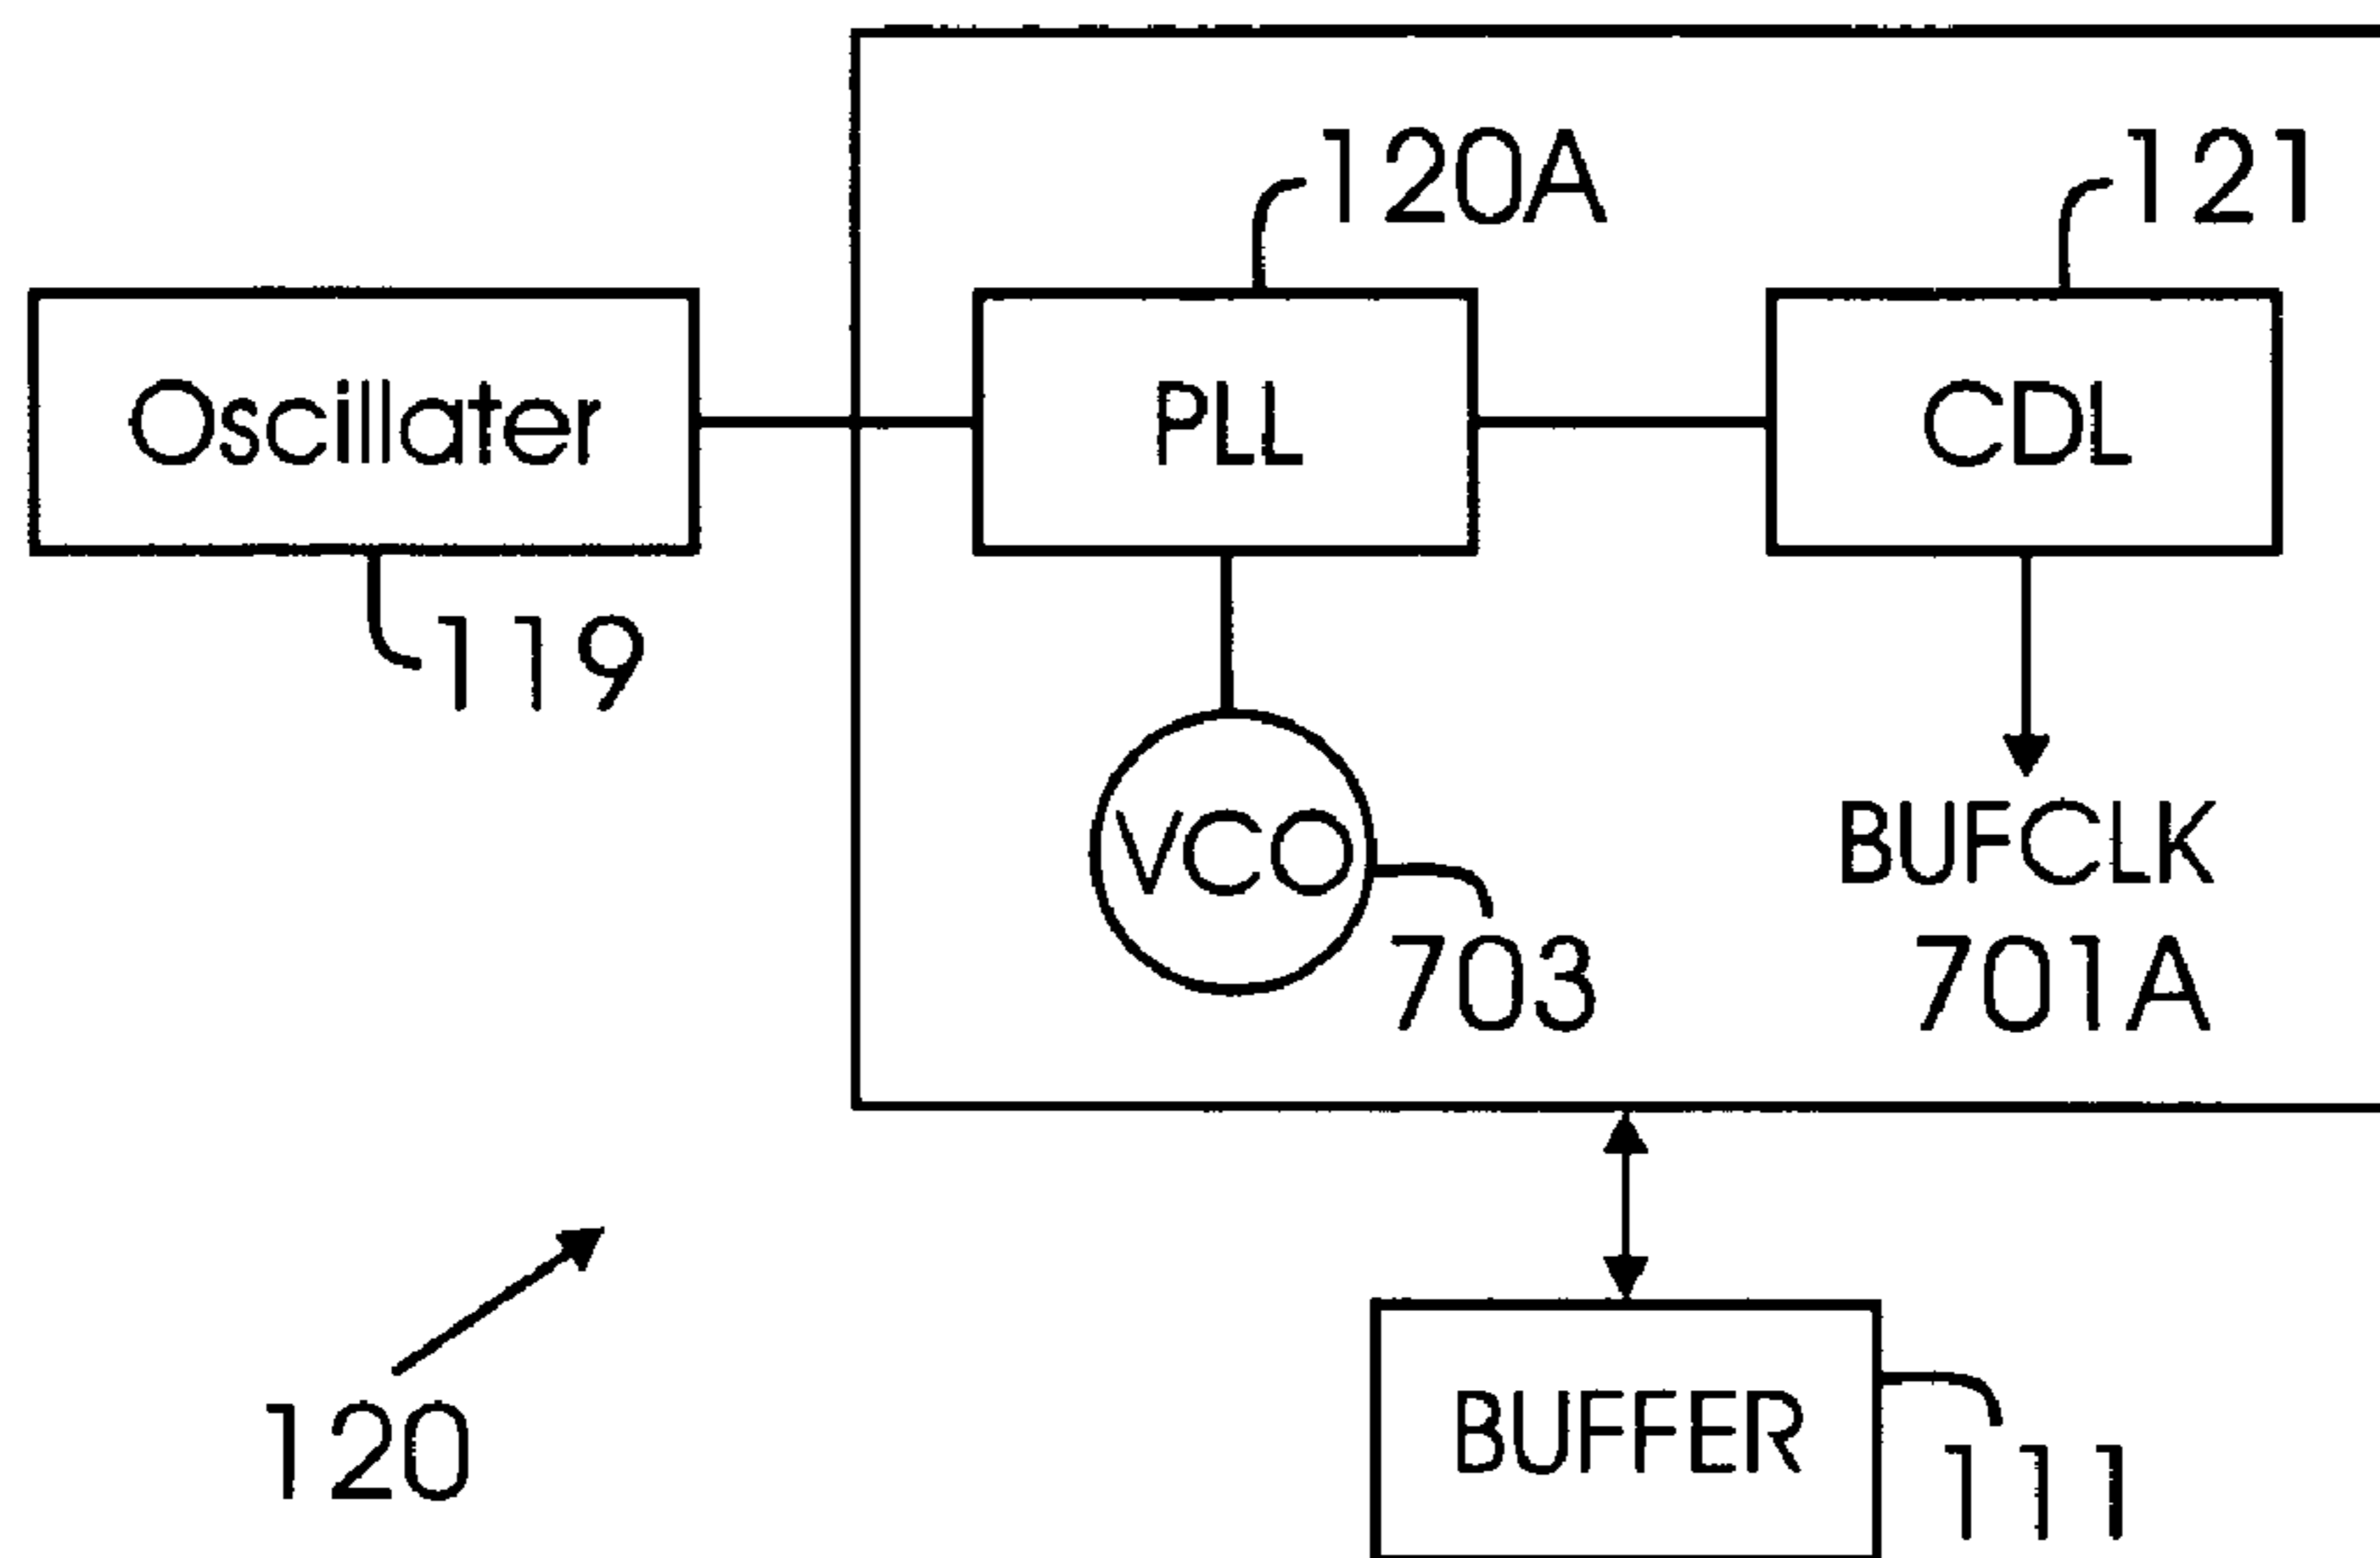 120A
121
Oscillater
PLL
CDL
119
VCO
BUFCLK
703
701A
120
BUFFER
111